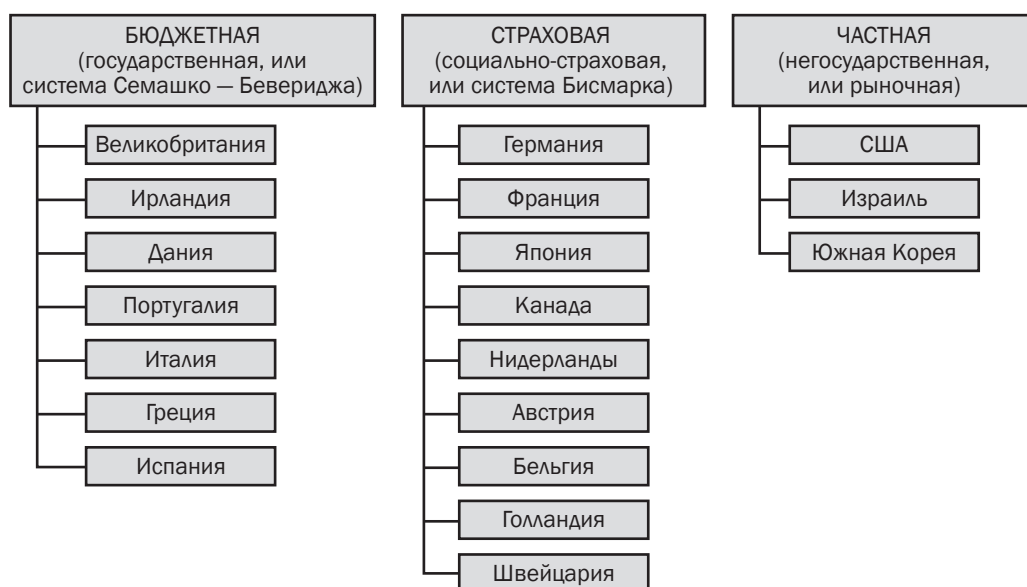 БЮДЖЕТНАЯ
(государственная, или
система Семашко — Бевериджа)
Великобритания
Ирландия
Дания
Португалия
Италия
Греция
Испания
СТРАХОВАЯ
(социально-страховая,
или система Бисмарка)
Германия
Франция
Япония
Канада
Нидерланды
Австрия
Бельгия
Голландия
Швейцария
ЧАСТНАЯ
(негосударственная,
или рыночная)
США
Израиль
Южная Корея